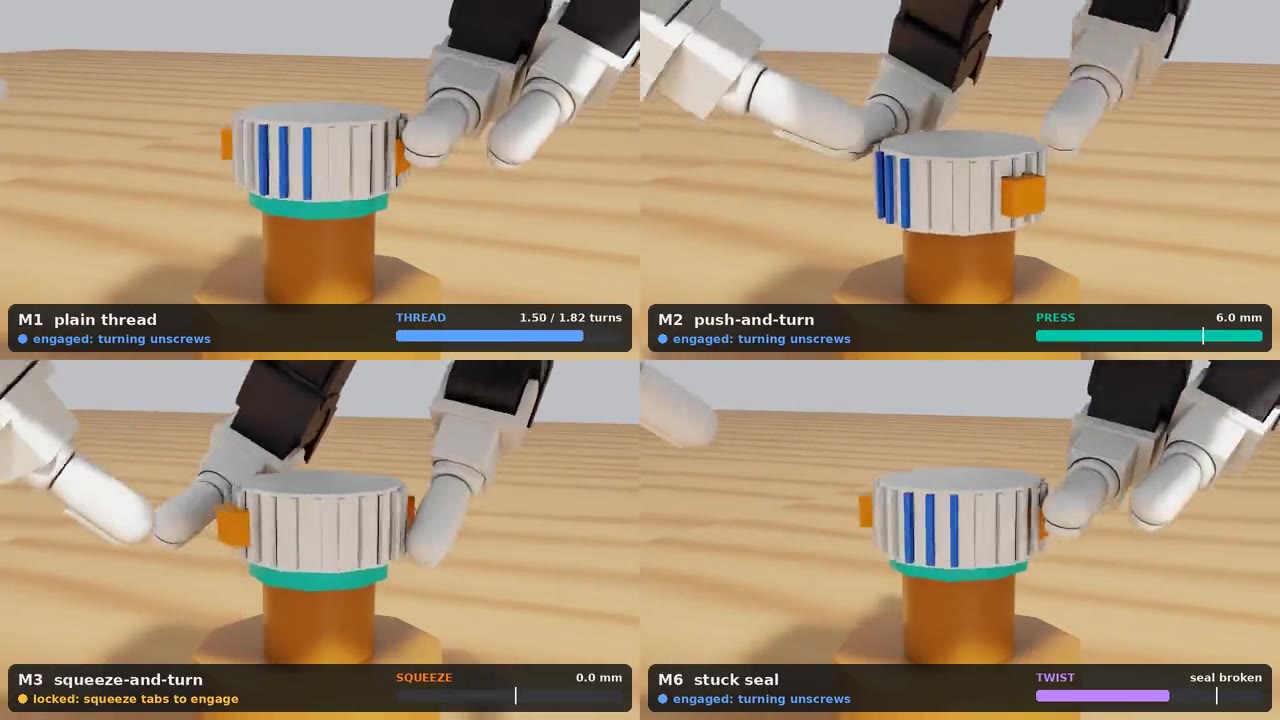 M1 plain thread
engaged: turning unscrews
THREAD 1.50 / 1.82 turns
M2 push-and-turn
engaged: turning unscrews
PRESS 6.0 mm
M3 squeeze-and-turn
locked: squeeze tabs to engage
SQUEEZE 0.0 mm
M6 stuck seal
engaged: turning unscrews
TWIST seal broken